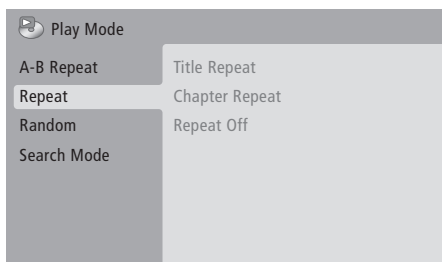 Play Mode
A-B Repeat
Repeat
Random
Search Mode
Title Repeat
Chapter Repeat
Repeat Off